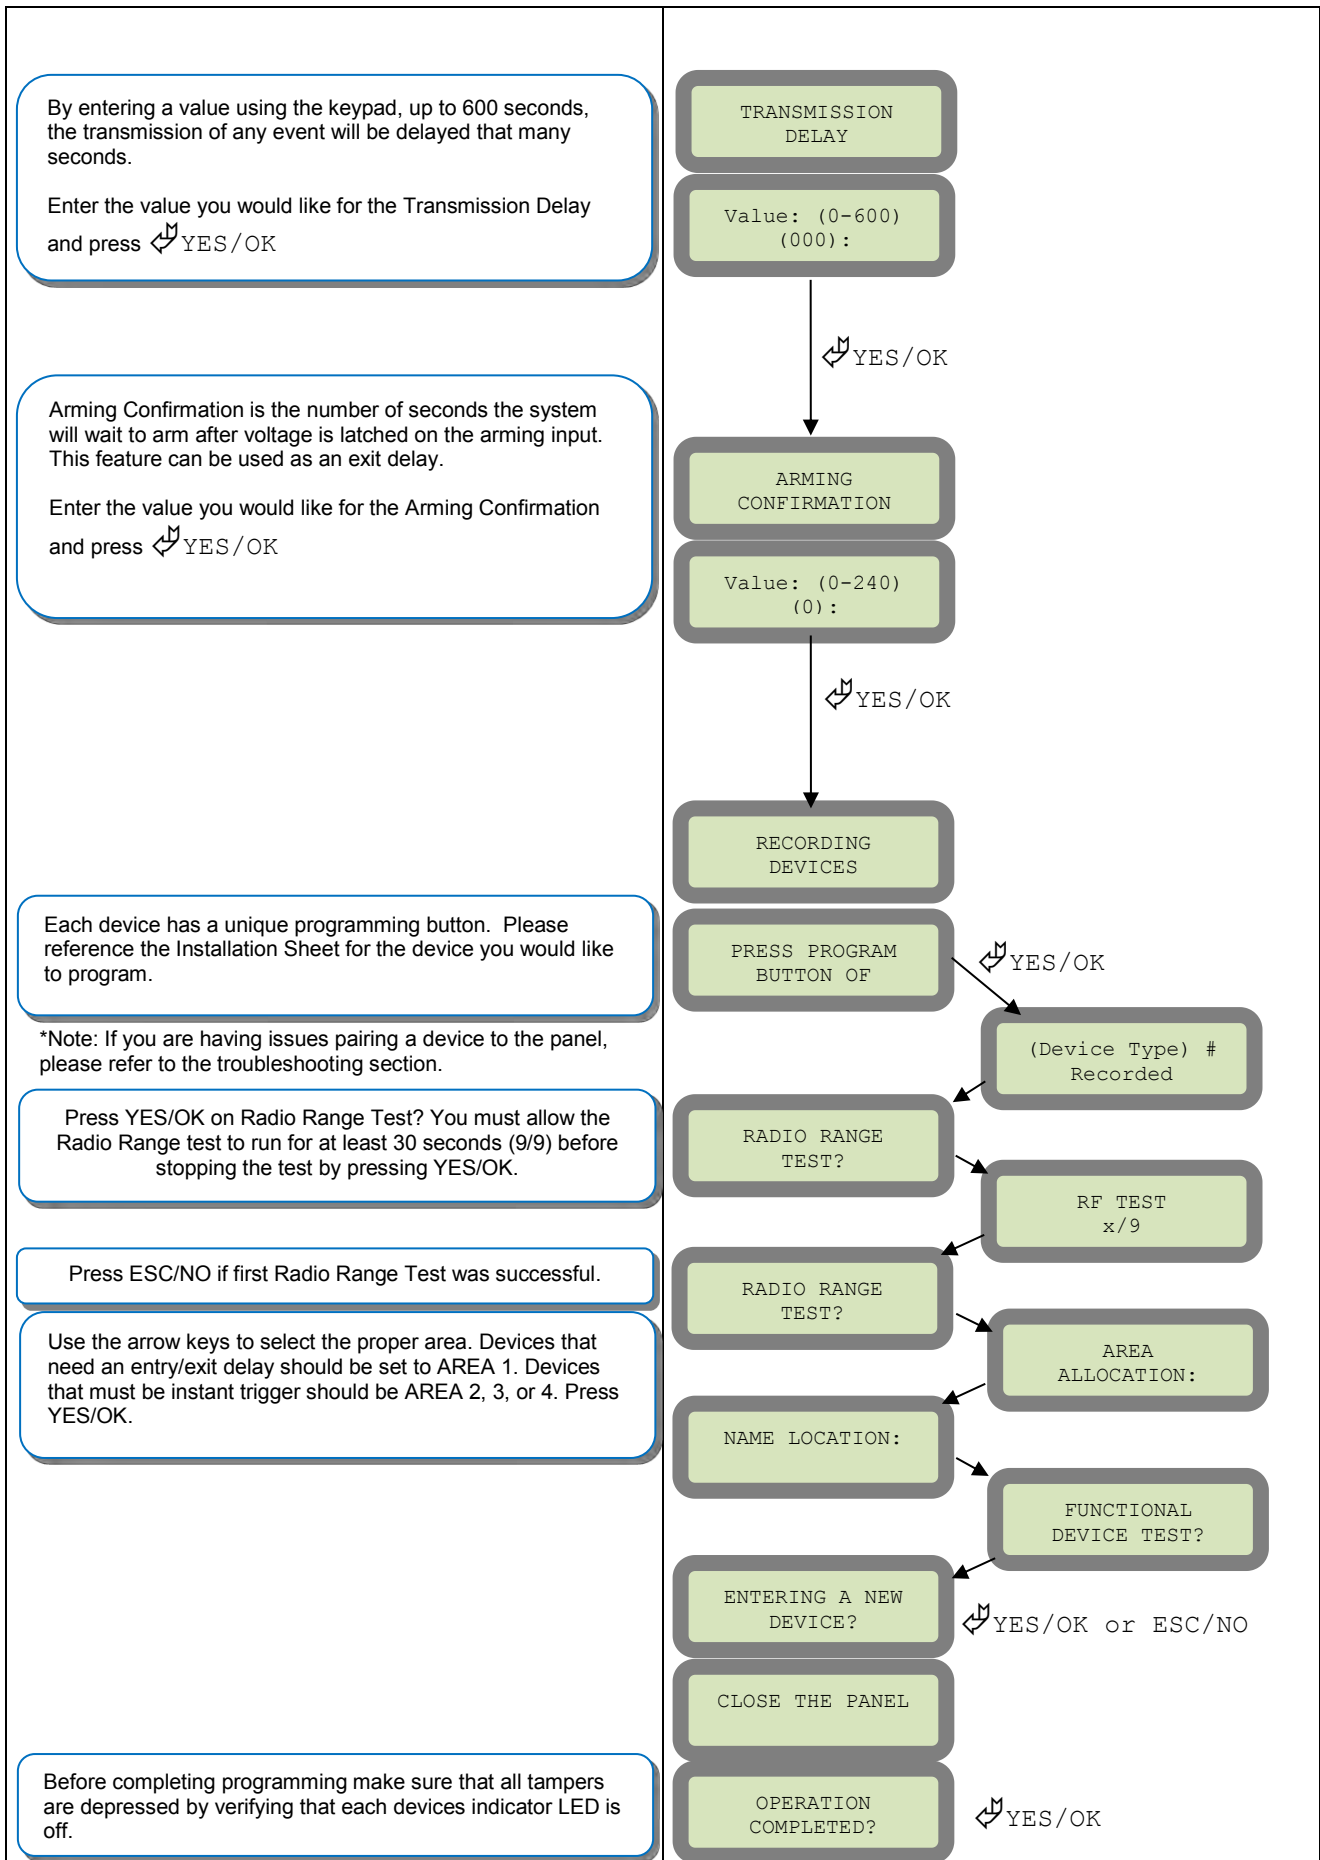 By entering a value using the keypad, up to 600 seconds,
the transmission of any event will be delayed that many
seconds.
Enter the value you would like for the Transmission Delay
and press YES/OK
TRANSMISSION
DELAY
Value: (0-600)
(000):
YES/OK
Arming Confirmation is the number of seconds the system
will wait to arm after voltage is latched on the arming input.
This feature can be used as an exit delay.
Enter the value you would like for the Arming Confirmation
and press YES/OK
ARMING
CONFIRMATION
Value: (0-240)
(0):
YES/OK
RECORDING
DEVICES
Each device has a unique programming button.  Please
reference the Installation Sheet for the device you would like
to program.
PRESS PROGRAM
BUTTON OF
YES/OK
*Note: If you are having issues pairing a device to the panel,
please refer to the troubleshooting section.
(Device Type) #
Recorded
Press YES/OK on Radio Range Test? You must allow the
Radio Range test to run for at least 30 seconds (9/9) before
stopping the test by pressing YES/OK.
RADIO RANGE
TEST?
RF TEST
x/9
Press ESC/NO if first Radio Range Test was successful.
RADIO RANGE
TEST?
Use the arrow keys to select the proper area. Devices that
need an entry/exit delay should be set to AREA 1. Devices
that must be instant trigger should be AREA 2, 3, or 4. Press
YES/OK.
AREA
ALLOCATION:
NAME LOCATION:
FUNCTIONAL
DEVICE TEST?
ENTERING A NEW
DEVICE?
YES/OK or ESC/NO
CLOSE THE PANEL
Before completing programming make sure that all tampers
are depressed by verifying that each devices indicator LED is
off.
OPERATION
COMPLETED?
YES/OK